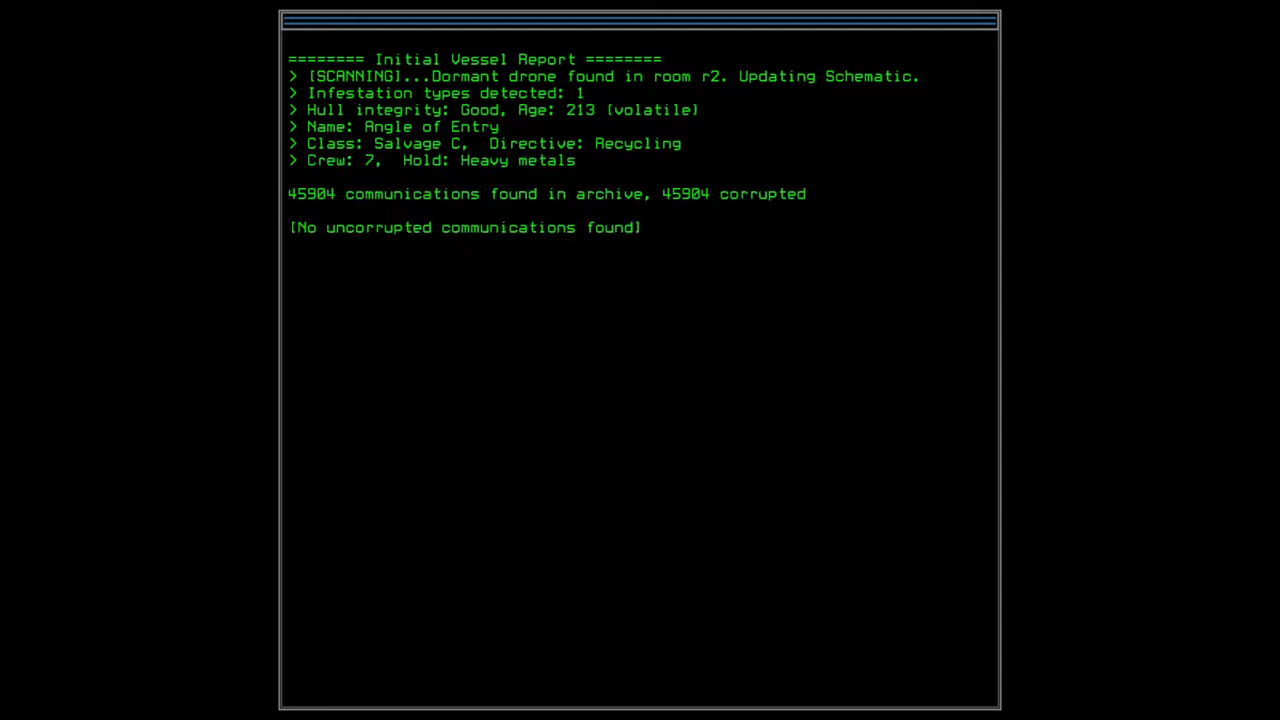 ======== Initial Vessel Report ========
> [SCANNING]...Dormant drone found in room r2. Updating Schematic.
> Infestation types detected: 1
> Hull integrity: Good, Age: 213 (volatile)
> Name: Angle of Entry
> Class: Salvage C,  Directive: Recycling
> Crew: 7,  Hold: Heavy metals
45904 communications found in archive, 45904 corrupted
[No uncorrupted communications found]